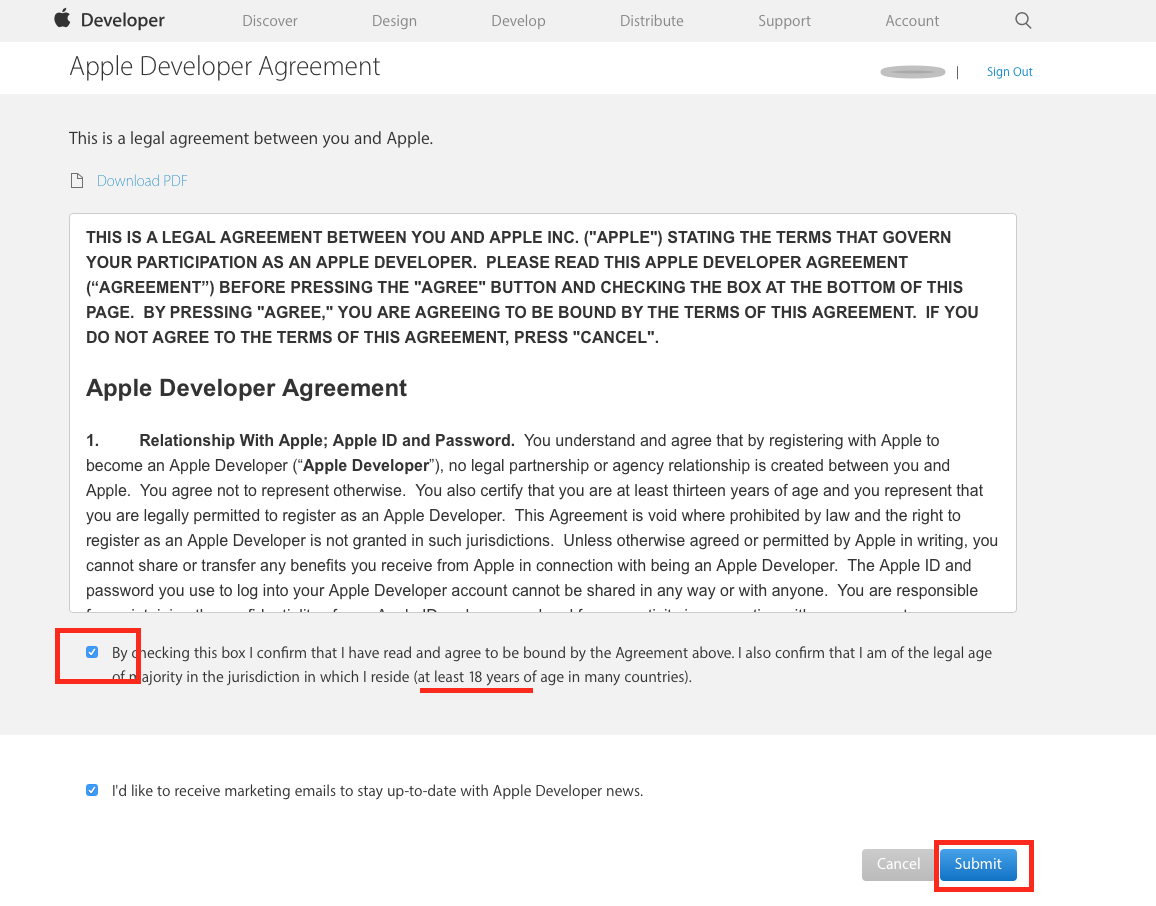 Developer Discover Design Develop Distribute Support Account
Apple Developer Agreement
| Sign Out
This is a legal agreement between you and Apple.
Download PDF
THIS IS A LEGAL AGREEMENT BETWEEN YOU AND APPLE INC. ("APPLE") STATING THE TERMS THAT GOVERN
YOUR PARTICIPATION AS AN APPLE DEVELOPER.  PLEASE READ THIS APPLE DEVELOPER AGREEMENT
(“AGREEMENT”) BEFORE PRESSING THE "AGREE" BUTTON AND CHECKING THE BOX AT THE BOTTOM OF THIS
PAGE.  BY PRESSING "AGREE," YOU ARE AGREEING TO BE BOUND BY THE TERMS OF THIS AGREEMENT.  IF YOU
DO NOT AGREE TO THE TERMS OF THIS AGREEMENT, PRESS "CANCEL".
Apple Developer Agreement
1. Relationship With Apple; Apple ID and Password.  You understand and agree that by registering with Apple to
become an Apple Developer (“Apple Developer”), no legal partnership or agency relationship is created between you and
Apple.  You agree not to represent otherwise.  You also certify that you are at least thirteen years of age and you represent that
you are legally permitted to register as an Apple Developer.  This Agreement is void where prohibited by law and the right to
register as an Apple Developer is not granted in such jurisdictions.  Unless otherwise agreed or permitted by Apple in writing, you
cannot share or transfer any benefits you receive from Apple in connection with being an Apple Developer.  The Apple ID and
password you use to log into your Apple Developer account cannot be shared in any way or with anyone.  You are responsible
By checking this box I confirm that I have read and agree to be bound by the Agreement above. I also confirm that I am of the legal age
of majority in the jurisdiction in which I reside (at least 18 years of age in many countries).
I'd like to receive marketing emails to stay up-to-date with Apple Developer news.
Cancel Submit